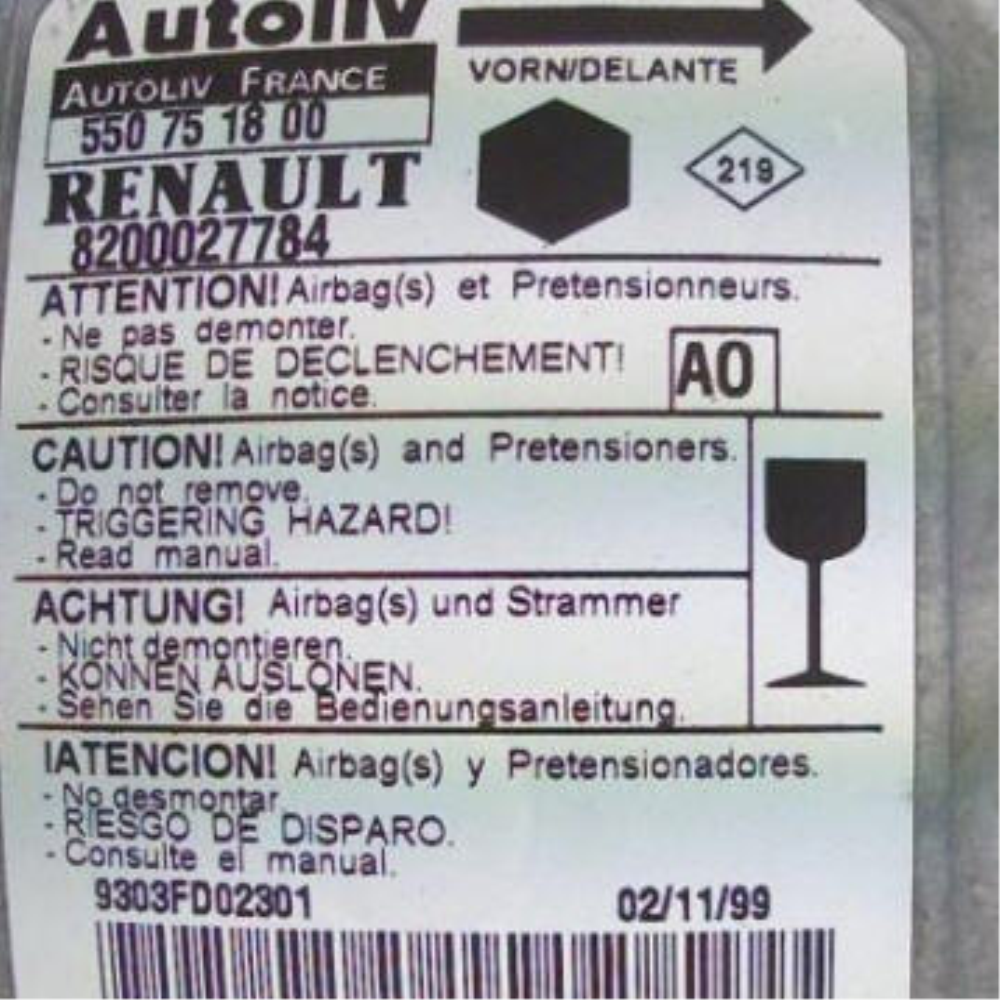 Autoliv
VORN/DELANTE
AUTOLIV FRANCE
550 75 18 00
219
RENAULT
8200027784
ATTENTION! Airbag(s) et Pretensionneurs.
- Ne pas demonter.
- RISQUE DE DECLENCHEMENT!
- Consulter la notice.
A0
CAUTION! Airbag(s) and Pretensioners.
- Do not remove.
- TRIGGERING HAZARD!
- Read manual.
ACHTUNG! Airbag(s) und Strammer
- Nicht demontieren.
- KONNEN AUSLONEN.
- Sehen Sie die Bedienungsanleitung.
IATENCION! Airbag(s) y Pretensionadores.
- No desmontar.
- RIESGO DE DISPARO.
- Consulte el manual.
9303FD02301 02/11/99